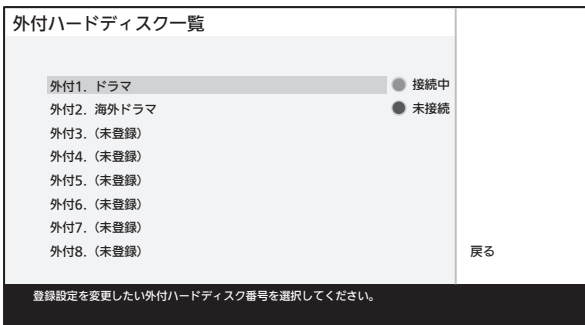 外付ハードディスク一覧
外付1. ドラマ 接続中
外付2. 海外ドラマ 未接続
外付3.（未登録）
外付4.（未登録）
外付5.（未登録）
外付6.（未登録）
外付7.（未登録）
外付8.（未登録）
戻る
登録設定を変更したい外付ハードディスク番号を選択してください。